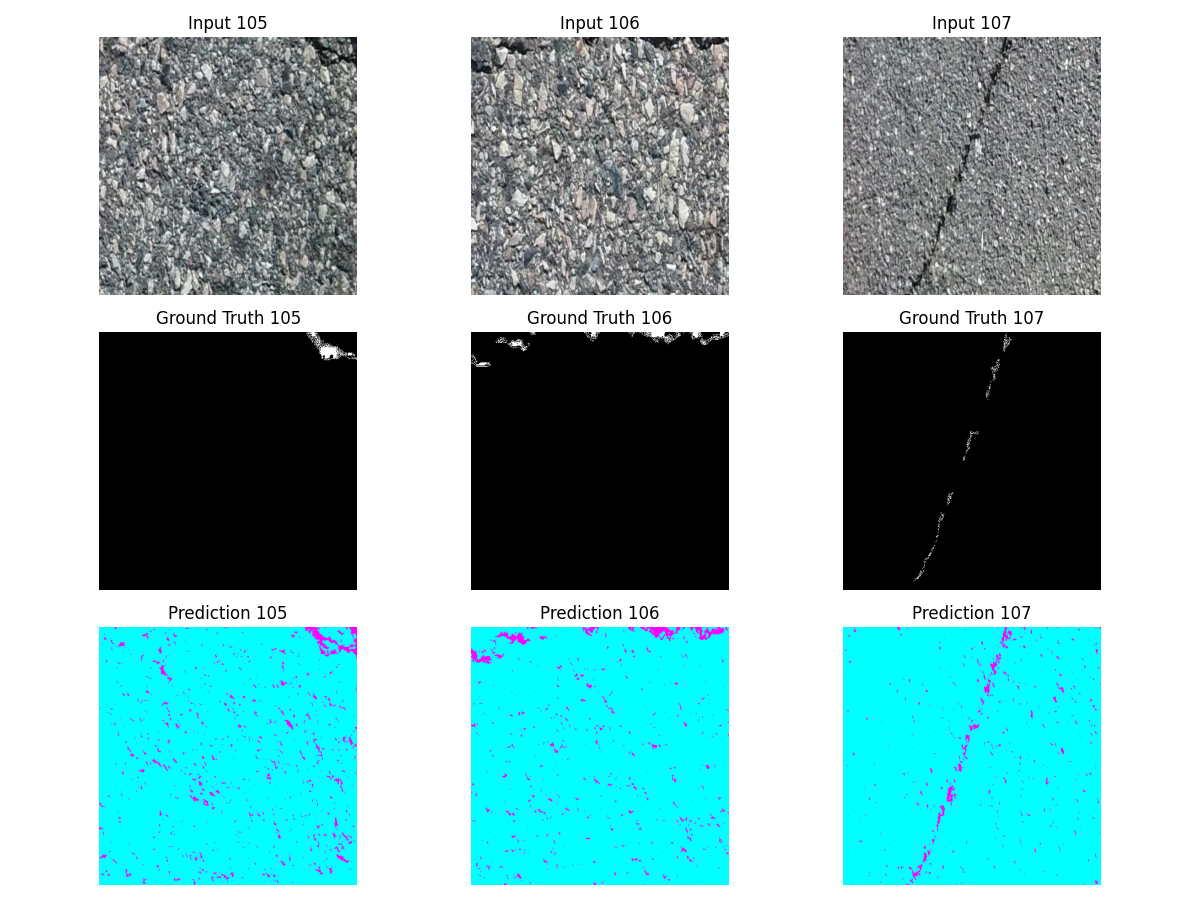 Input 105
Input 106
Input 107
Ground Truth 105
Ground Truth 106
Ground Truth 107
Prediction 105
Prediction 106
Prediction 107